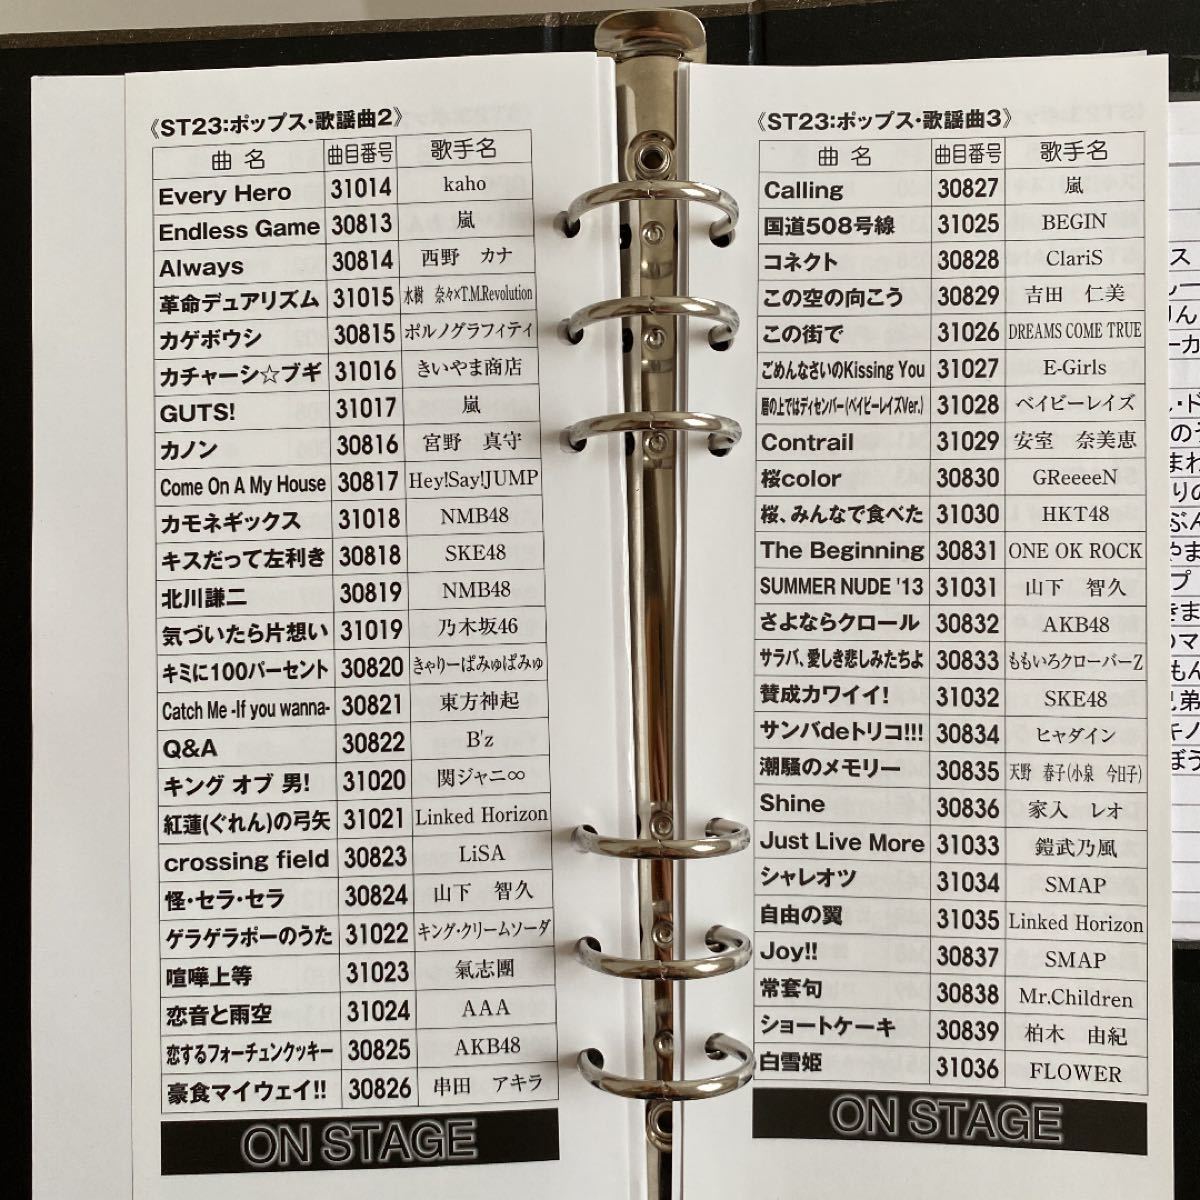 《ST23:ポップス・歌謡曲2》
曲 名 曲目番号 歌手名
Every Hero 31014 kaho
Endless Game 30813 嵐
Always 30814 西野 カナ
革命デュアリズム 31015 水樹 奈々×T.M.Revolution
カゲボウシ 30815 ポルノグラフィティ
カチャーシ☆ブギ 31016 きいやま商店
GUTS! 31017 嵐
カノン 30816 宮野 真守
Come On A My House 30817 Hey!Say!JUMP
カモネギックス 31018 NMB48
キスだって左利き 30818 SKE48
北川謙二 30819 NMB48
気づいたら片想い 31019 乃木坂46
キミに100パーセント 30820 きゃりーぱみゅぱみゅ
Catch Me -If you wanna- 30821 東方神起
Q&A 30822 B'z
キング オブ 男! 31020 関ジャニ∞
紅蓮(ぐれん)の弓矢 31021 Linked Horizon
crossing field 30823 LiSA
怪・セラ・セラ 30824 山下 智久
ゲラゲラポーのうた 31022 キング・クリームソーダ
喧嘩上等 31023 氣志團
恋音と雨空 31024 AAA
恋するフォーチュンクッキー 30825 AKB48
豪食マイウェイ!! 30826 串田 アキラ
ON STAGE
《ST23:ポップス・歌謡曲3》
曲 名 曲目番号 歌手名
Calling 30827 嵐
国道508号線 31025 BEGIN
コネクト 30828 ClariS
この空の向こう 30829 吉田 仁美
この街で 31026 DREAMS COME TRUE
ごめんなさいのKissing You 31027 E-Girls
暦の上ではディセンバー(ベイビーレイズVer.) 31028 ベイビーレイズ
Contrail 31029 安室 奈美恵
桜color 30830 GReeeeN
桜、みんなで食べた 31030 HKT48
The Beginning 30831 ONE OK ROCK
SUMMER NUDE '13 31031 山下 智久
さよならクロール 30832 AKB48
サラバ、愛しき悲しみたちよ 30833 ももいろクローバーZ
賛成カワイイ! 31032 SKE48
サンバdeトリコ!!! 30834 ヒャダイン
潮騒のメモリー 30835 天野 春子(小泉 今日子)
Shine 30836 家入 レオ
Just Live More 31033 鎧武乃風
シャレオツ 31034 SMAP
自由の翼 31035 Linked Horizon
Joy!! 30837 SMAP
常套句 30838 Mr.Children
ショートケーキ 30839 柏木 由紀
白雪姫 31036 FLOWER
ON STAGE